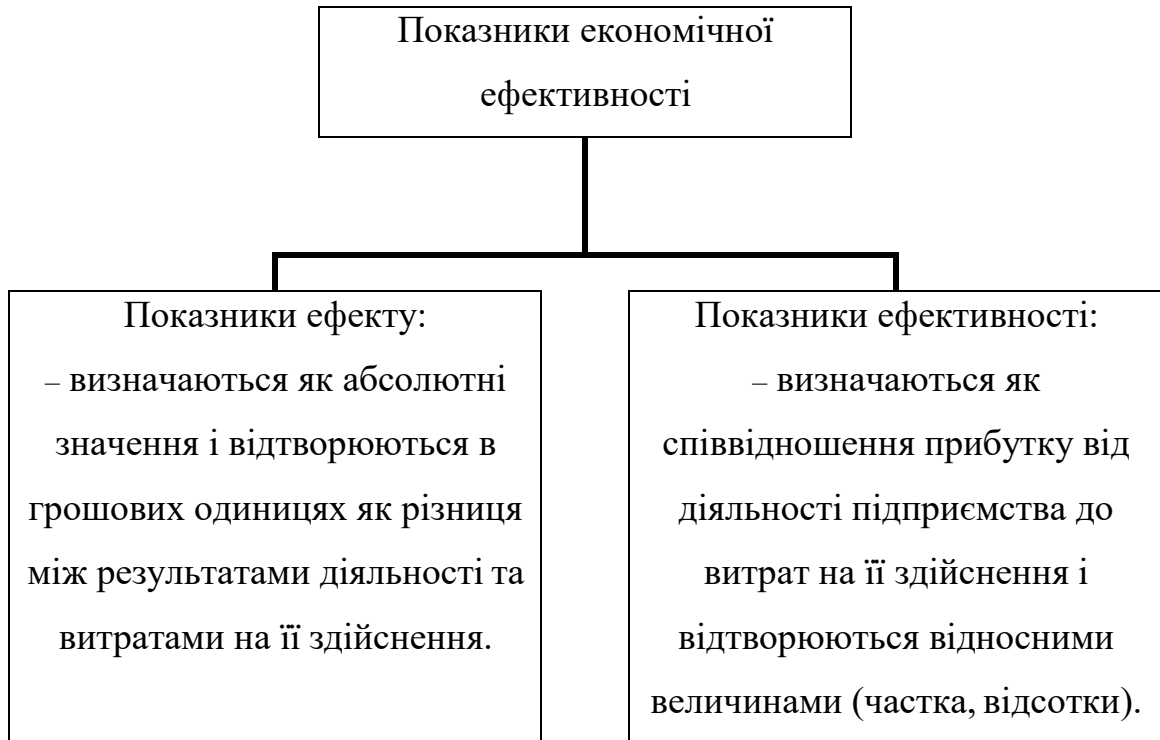 Показники економічної
ефективності
Показники ефекту:
– визначаються як абсолютні
значення і відтворюються в
грошових одиницях як різниця
між результатами діяльності та
витратами на її здійснення.
Показники ефективності:
– визначаються як
співвідношення прибутку від
діяльності підприємства до
витрат на її здійснення і
відтворюються відносними
величинами (частка, відсотки).